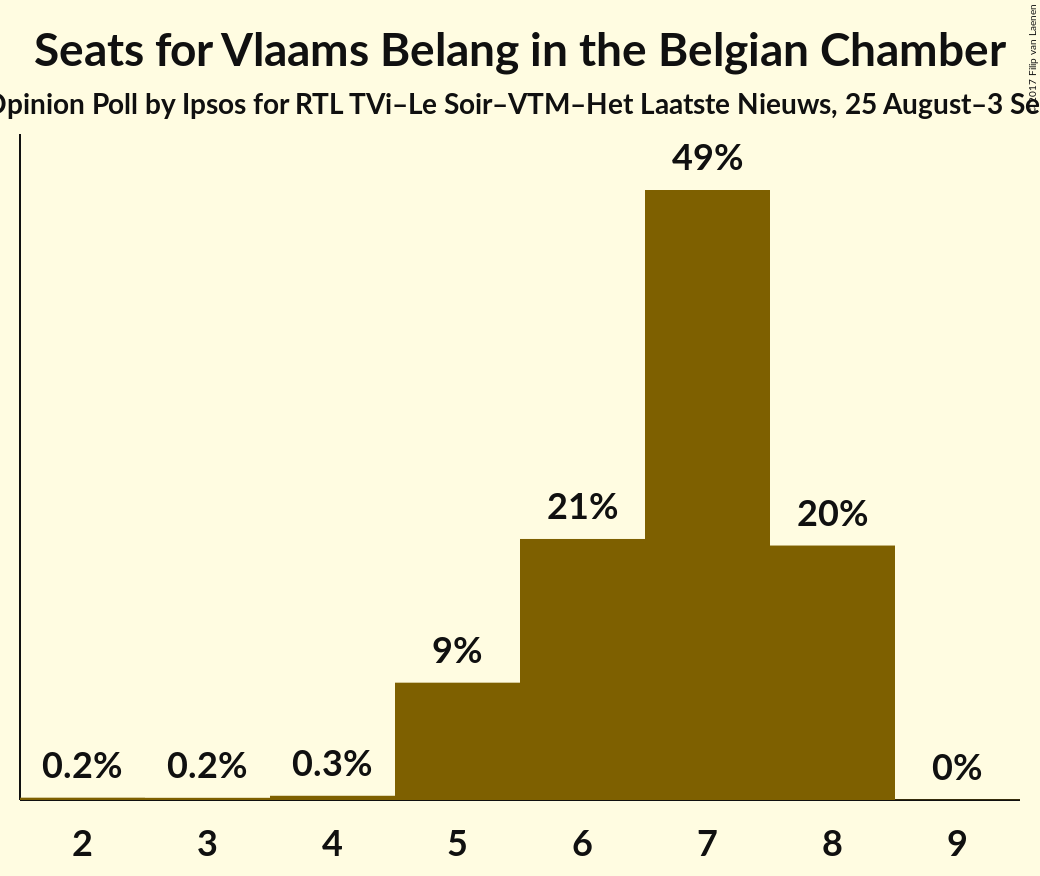 Seats for Vlaams Belang in the Belgian Chamber
Opinion Poll by Ipsos for RTL TVi–Le Soir–VTM–Het Laatste Nieuws, 25 August–3
2017 Filip van Laenen
49%
21%
20%
9%
0.2%
0.2%
0.3%
0%
2 3 4 5 6 7 8 9